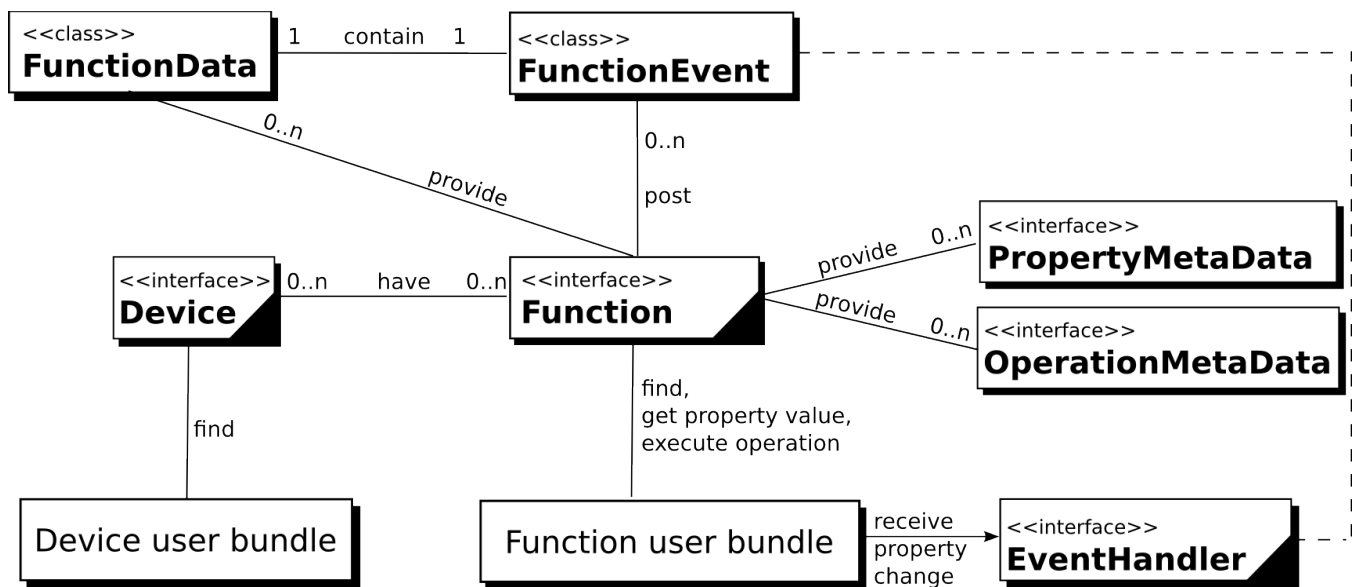 <<class>>
FunctionData
1 contain 1
<<class>>
FunctionEvent
0..n
provide
0..n
post
<<interface>>
Device
0..n have 0..n
<<interface>>
Function
provide 0..n
<<interface>>
PropertyMetaData
provide 0..n
<<interface>>
OperationMetaData
find
find,
get property value,
execute operation
Device user bundle
Function user bundle
receive
property
change
<<interface>>
EventHandler